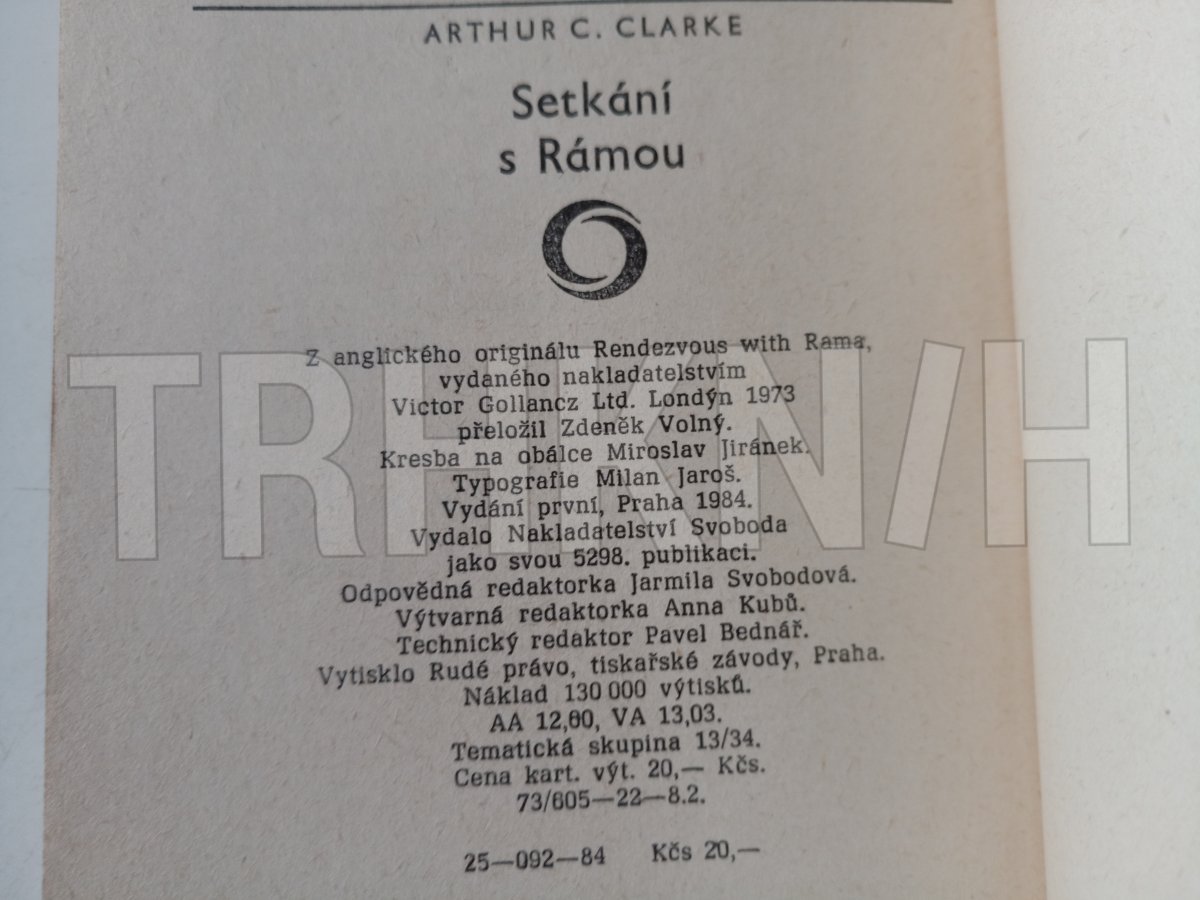 ARTHUR C. CLARKE
Setkání
s Rámou
Z anglického originálu Rendezvous with Rama,
vydaného nakladatelstvím
Victor Gollancz Ltd. Londýn 1973
přeložil Zdeněk Volný.
Kresba na obálce Miroslav Jiránek.
Typografie Milan Jaroš.
Vydání první, Praha 1984.
Vydalo Nakladatelství Svoboda
jako svou 5298. publikaci.
Odpovědná redaktorka Jarmila Svobodová.
Výtvarná redaktorka Anna Kubů.
Technický redaktor Pavel Bednář.
Vytisklo Rudé právo, tiskařské závody, Praha.
Náklad 130 000 výtisků.
AA 12,60, VA 13,03.
Tematická skupina 13/34.
Cena kart. výt. 20,— Kčs.
73/605—22—8.2.
25—092—84 Kčs 20,—
TRHKNIH